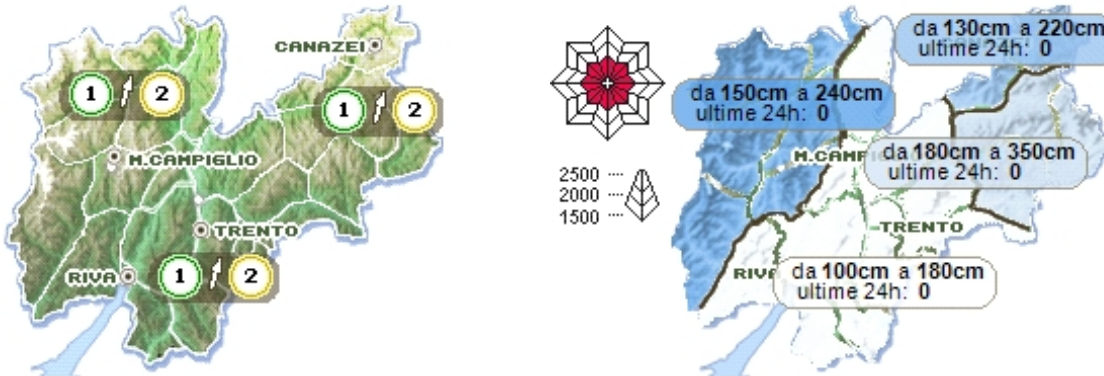 CANAZEI
1 2
1 2
M.CAMPIGLIO
TRENTO
RIVA
1 2
da 130cm a 220cm
ultime 24h: 0
da 150cm a 240cm
ultime 24h: 0
M.CAMP
da 180cm a 350cm
ultime 24h: 0
2500
2000
1500
TRENTO
RIVA
da 100cm a 180cm
ultime 24h: 0